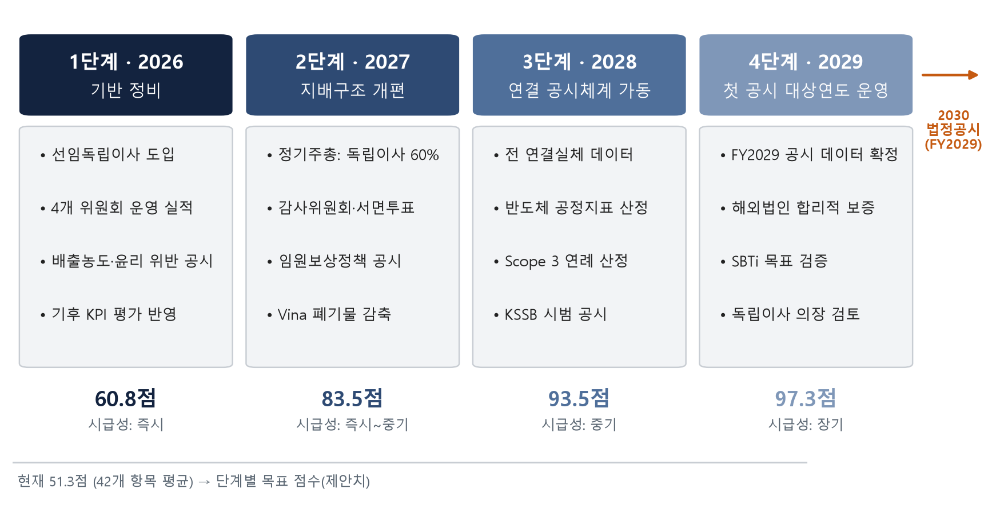 1단계 · 2026
기반 정비
• 선임독립이사 도입
• 4개 위원회 운영 실적
• 배출농도·윤리 위반 공시
• 기후 KPI 평가 반영
60.8점
시급성: 즉시
2단계 · 2027
지배구조 개편
• 정기주총: 독립이사 60%
• 감사위원회·서면투표
• 임원보상정책 공시
• Vina 폐기물 감축
83.5점
시급성: 즉시~중기
3단계 · 2028
연결 공시체계 가동
• 전 연결실체 데이터
• 반도체 공정지표 산정
• Scope 3 연례 산정
• KSSB 시범 공시
93.5점
시급성: 중기
4단계 · 2029
첫 공시 대상연도 운영
• FY2029 공시 데이터 확정
• 해외법인 합리적 보증
• SBTi 목표 검증
• 독립이사 의장 검토
97.3점
시급성: 장기
2030
법정공시
(FY2029)
현재 51.3점 (42개 항목 평균) → 단계별 목표 점수(제안치)